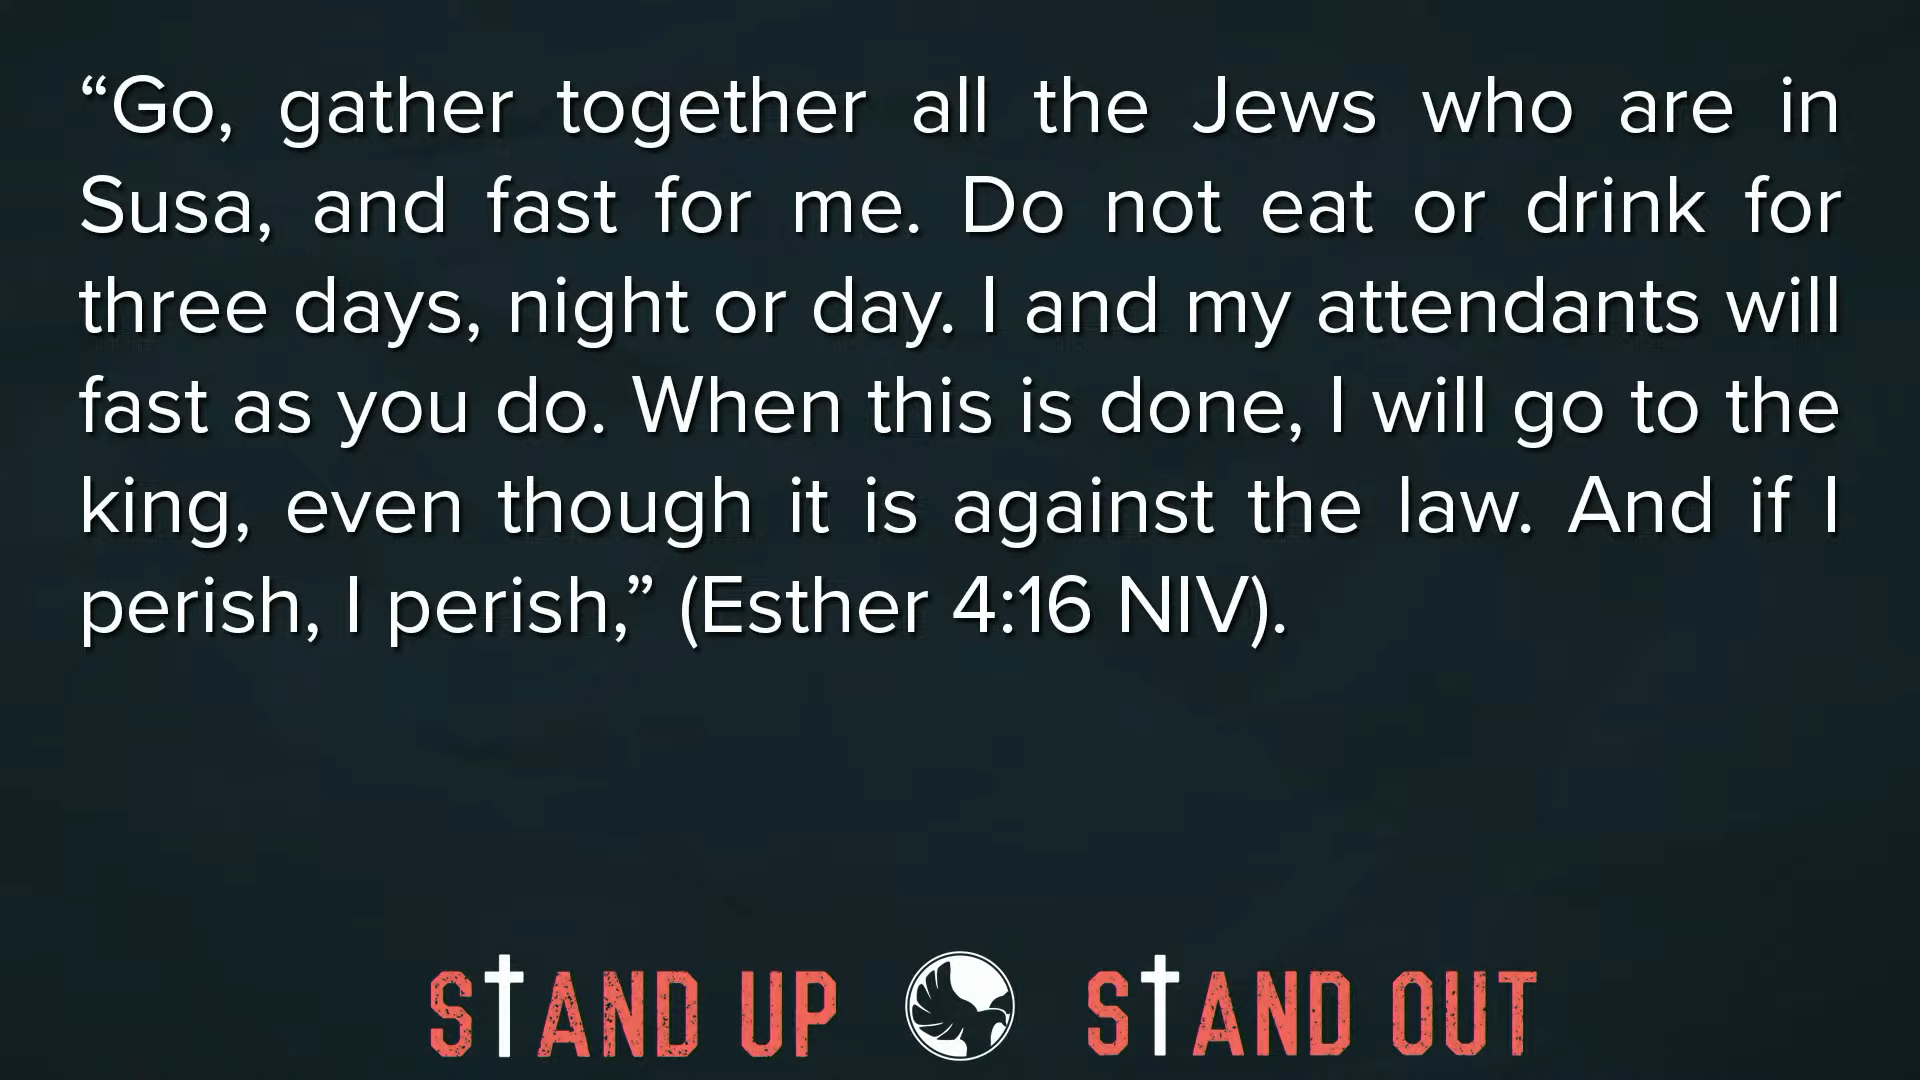 “Go, gather together all the Jews who are in
Susa, and fast for me. Do not eat or drink for
three days, night or day. I and my attendants will
fast as you do. When this is done, I will go to the
king, even though it is against the law. And if I
perish, I perish,” (Esther 4:16 NIV).
STAND UP STAND OUT